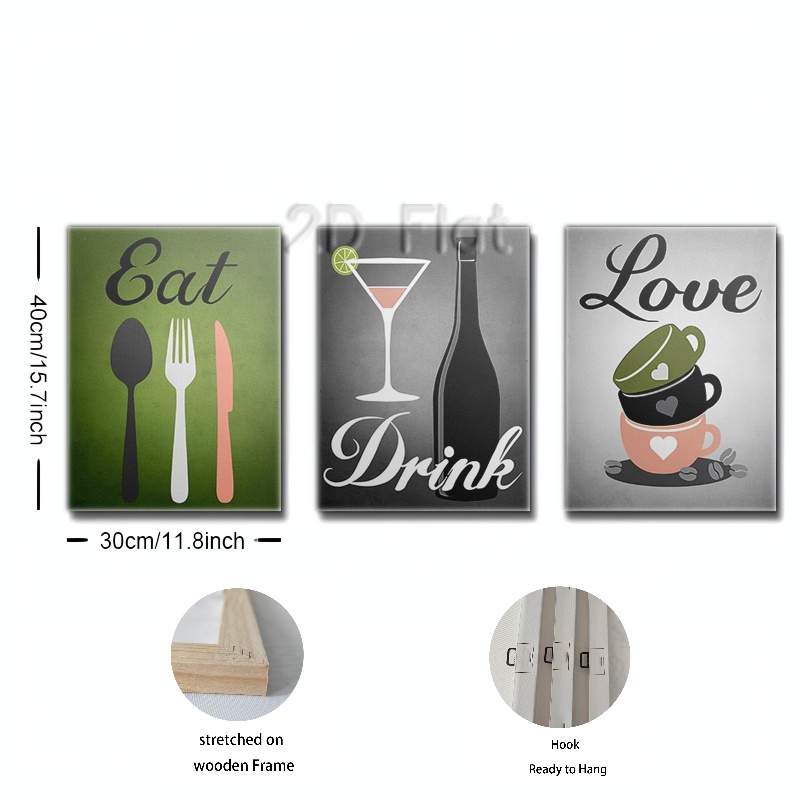 2D Flat
Eat
Drink
Love
40cm/15.7inch
30cm/11.8inch
stretched on
wooden Frame
Hook
Ready to Hang